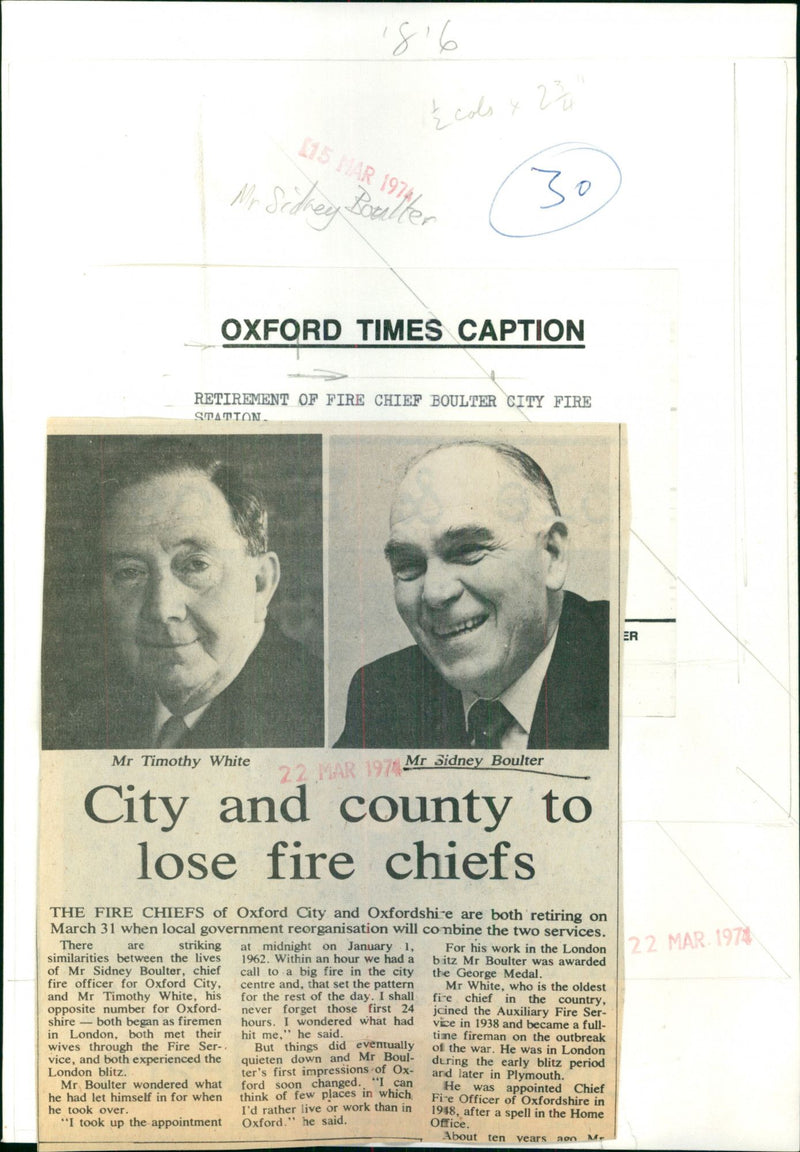 '8'6
½ cols x 2¾"
15 MAR 1974
Mr Sidney Boulter
30
OXFORD TIMES CAPTION
RETIREMENT OF FIRE CHIEF BOULTER CITY FIRE
STATION.
ER
Mr Timothy White
Mr Sidney Boulter
22 MAR 1974
City and county to
lose fire chiefs
THE FIRE CHIEFS of Oxford City and Oxfordshire are both retiring on
March 31 when local government reorganisation will combine the two services.
There are striking
similarities between the lives
of Mr Sidney Boulter, chief
fire officer for Oxford City,
and Mr Timothy White, his
opposite number for Oxford-
shire — both began as firemen
in London, both met their
wives through the Fire Ser-
vice, and both experienced the
London blitz.
Mr Boulter wondered what
he had let himself in for when
he took over.
"I took up the appointment
at midnight on January 1,
1962. Within an hour we had a
call to a big fire in the city
centre and, that set the pattern
for the rest of the day. I shall
never forget those first 24
hours. I wondered what had
hit me," he said.
But things did eventually
quieten down and Mr Boul-
ter's first impressions of Ox-
ford soon changed. "I can
think of few places in which
I'd rather live or work than in
Oxford." he said.
For his work in the London
blitz Mr Boulter was awarded
the George Medal.
Mr White, who is the oldest
fire chief in the country,
joined the Auxiliary Fire Ser-
vice in 1938 and became a full-
time fireman on the outbreak
of the war. He was in London
during the early blitz period
and later in Plymouth.
He was appointed Chief
Fire Officer of Oxfordshire in
1948, after a spell in the Home
Office.
About ten years ago Mr
22 MAR. 1974